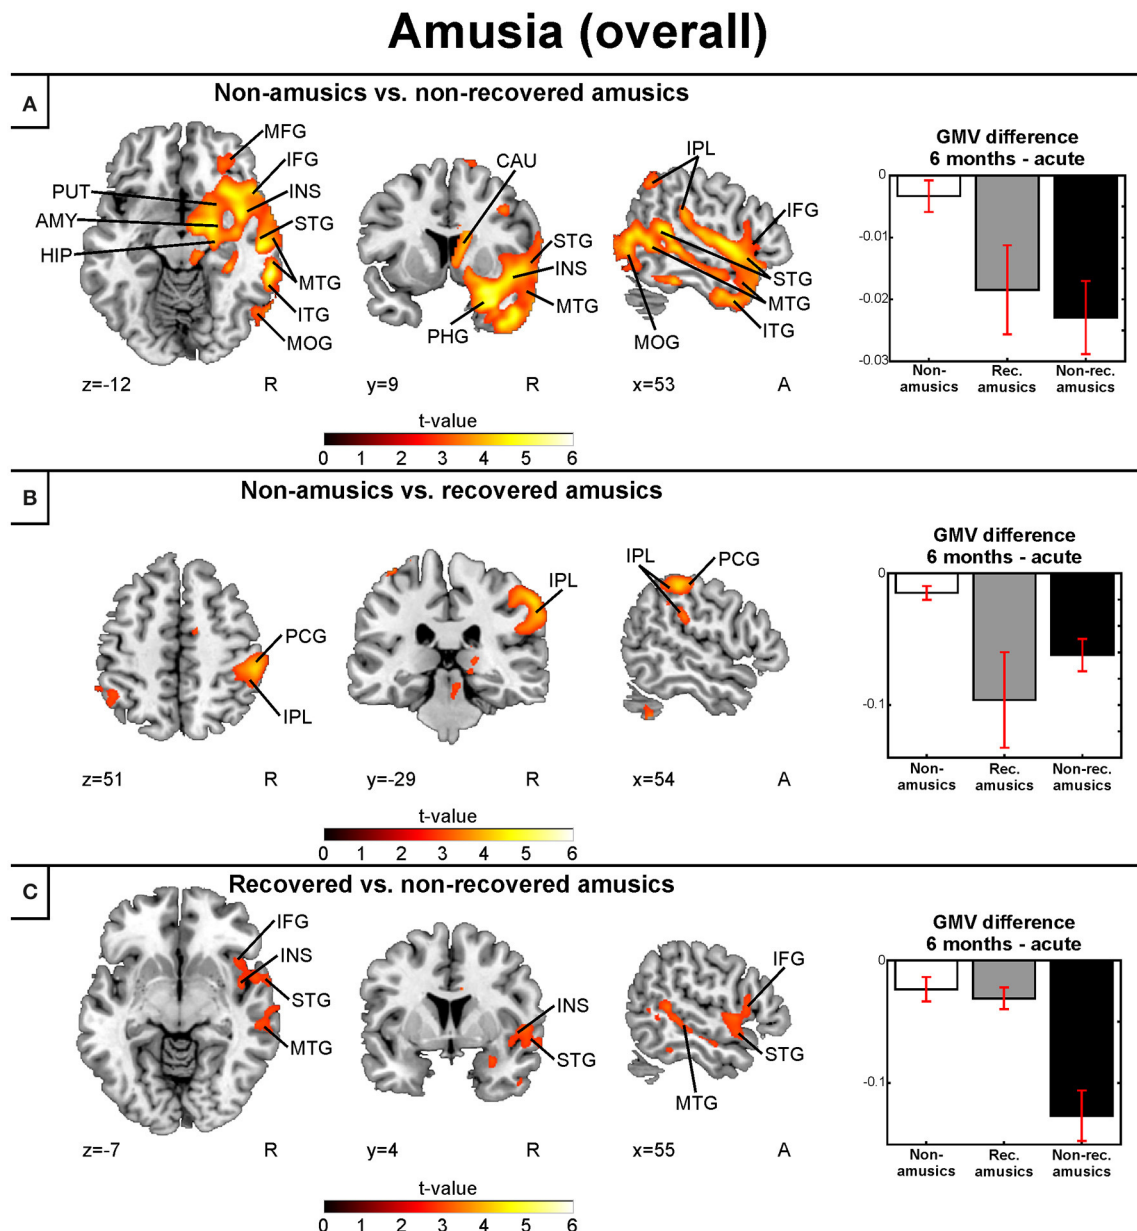 Amusia (overall)
A
Non-amusics vs. non-recovered amusics
MFG
IFG
PUT
INS
AMY
STG
HIP
MTG
ITG
MOG
z=-12 R
CAU
STG
INS
MTG
PHG
y=9 R
IPL
IFG
STG
MTG
ITG
MOG
x=53 A
GMV difference
6 months - acute
0
-0.01
-0.02
-0.03
Non-amusics
Rec. amusics
Non-rec. amusics
t-value
0 1 2 3 4 5 6
B
Non-amusics vs. recovered amusics
PCG
IPL
z=51 R
IPL
y=-29 R
IPL
PCG
x=54 A
GMV difference
6 months - acute
0
-0.1
Non-amusics
Rec. amusics
Non-rec. amusics
t-value
0 1 2 3 4 5 6
C
Recovered vs. non-recovered amusics
IFG
INS
STG
MTG
z=-7 R
INS
STG
y=4 R
IFG
STG
MTG
x=55 A
GMV difference
6 months - acute
0
-0.1
Non-amusics
Rec. amusics
Non-rec. amusics
t-value
0 1 2 3 4 5 6